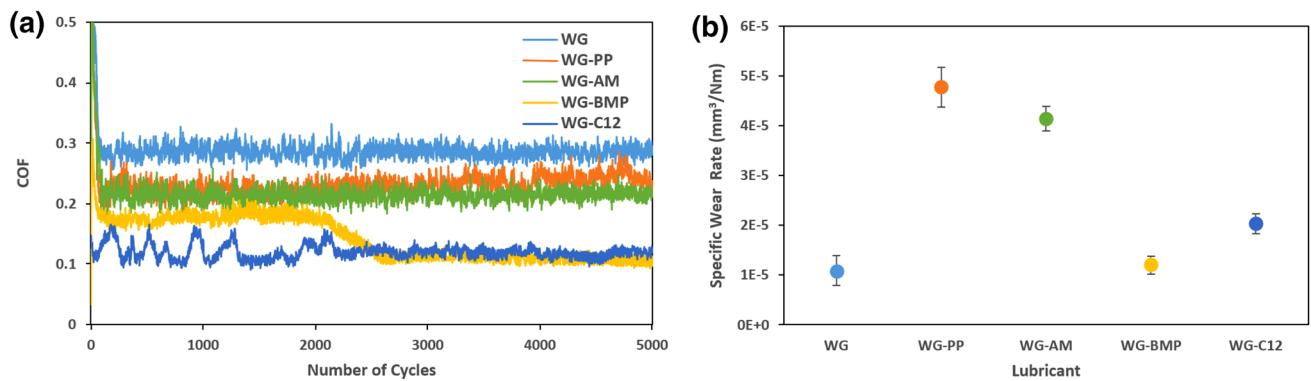 (a)
0.5
0.4
0.3
0.2
0.1
0
COF
0 1000 2000 3000 4000 5000
Number of Cycles
WG
WG-PP
WG-AM
WG-BMP
WG-C12
(b)
6E-5
5E-5
4E-5
3E-5
2E-5
1E-5
0E+0
Specific Wear Rate (mm³/Nm)
WG WG-PP WG-AM WG-BMP WG-C12
Lubricant